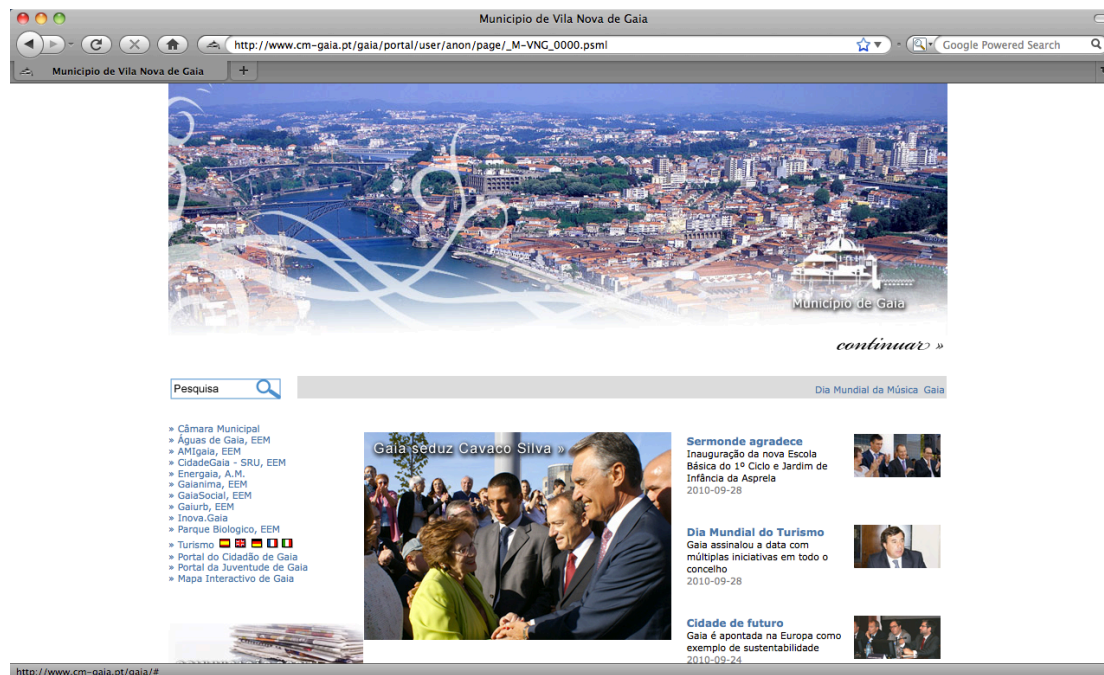 Municipio de Vila Nova de Gaia
http://www.cm-gaia.pt/gaia/portal/user/anon/page/_M-VNG_0000.psml
Google Powered Search
Municipio de Vila Nova de Gaia
Município de Gaia
continuar »
Pesquisa
Dia Mundial da Música Gaia
» Câmara Municipal
» Águas de Gaia, EEM
» AMIgaia, EEM
» CidadeGaia - SRU, EEM
» Energaia, A.M.
» Gaianima, EEM
» GaiaSocial, EEM
» Gaiurb, EEM
» Inova.Gaia
» Parque Biologico, EEM
» Turismo
» Portal do Cidadão de Gaia
» Portal da Juventude de Gaia
» Mapa Interactivo de Gaia
Gaia seduz Cavaco Silva »
Sermonde agradece
Inauguração da nova Escola
Básica do 1º Ciclo e Jardim de
Infância da Asprela
2010-09-28
Dia Mundial do Turismo
Gaia assinalou a data com
múltiplas iniciativas em todo o
concelho
2010-09-28
Cidade de futuro
Gaia é apontada na Europa como
exemplo de sustentabilidade
2010-09-24
http://www.cm-gaia.pt/gaia/#